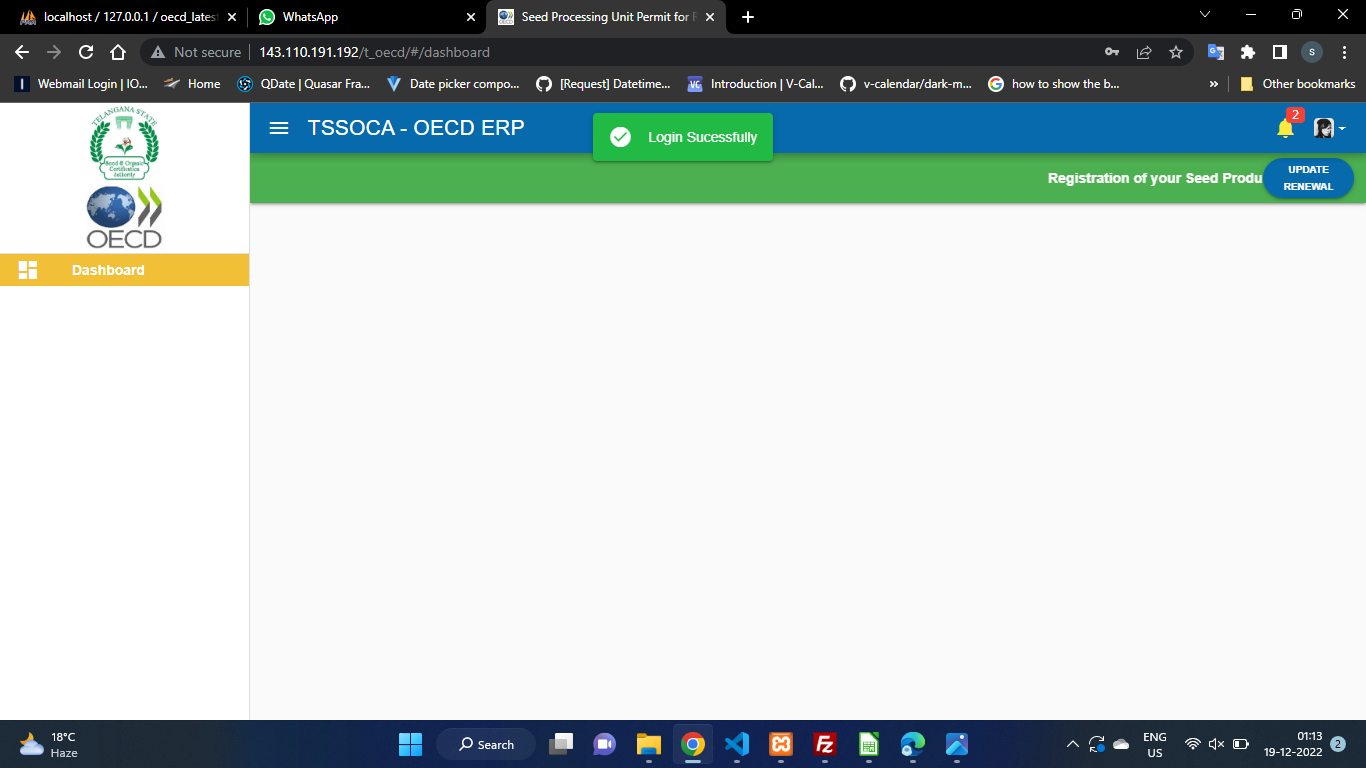 localhost / 127.0.0.1 / oecd_latest
WhatsApp
Seed Processing Unit Permit for R
Not secure
143.110.191.192/t_oecd/#/dashboard
S
Webmail Login | IO...
Home
QDate | Quasar Fra...
Date picker compo...
[Request] Datetime...
VC
Introduction | V-Cal...
v-calendar/dark-m...
how to show the b...
»
Other bookmarks
TELANGANA STATE
Seed & Organic
Certification
Authority
OECD
Dashboard
TSSOCA - OECD ERP
Login Sucessfully
2
Registration of your Seed Produ
UPDATE
RENEWAL
18°C
Haze
Search
Fz
ENG
US
01:13
19-12-2022
2